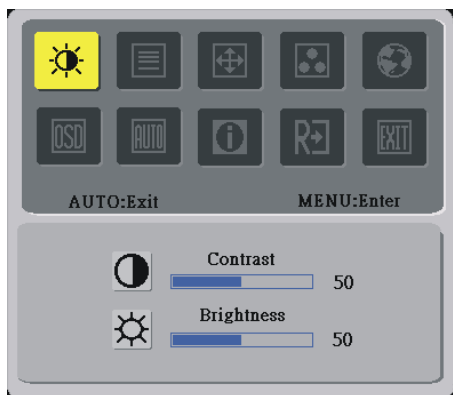 OSD AUTO i R EXIT
AUTO:Exit MENU:Enter
Contrast
50
Brightness
50